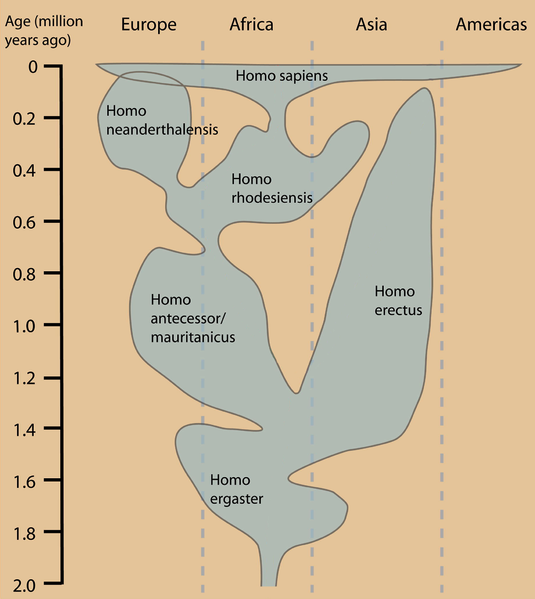 Age (million
years ago)
Europe
Africa
Asia
Americas
0
0.2
0.4
0.6
0.8
1.0
1.2
1.4
1.6
1.8
2.0
Homo sapiens
Homo
neanderthalensis
Homo
rhodesiensis
Homo
antecessor/
mauritanicus
Homo
erectus
Homo
ergaster